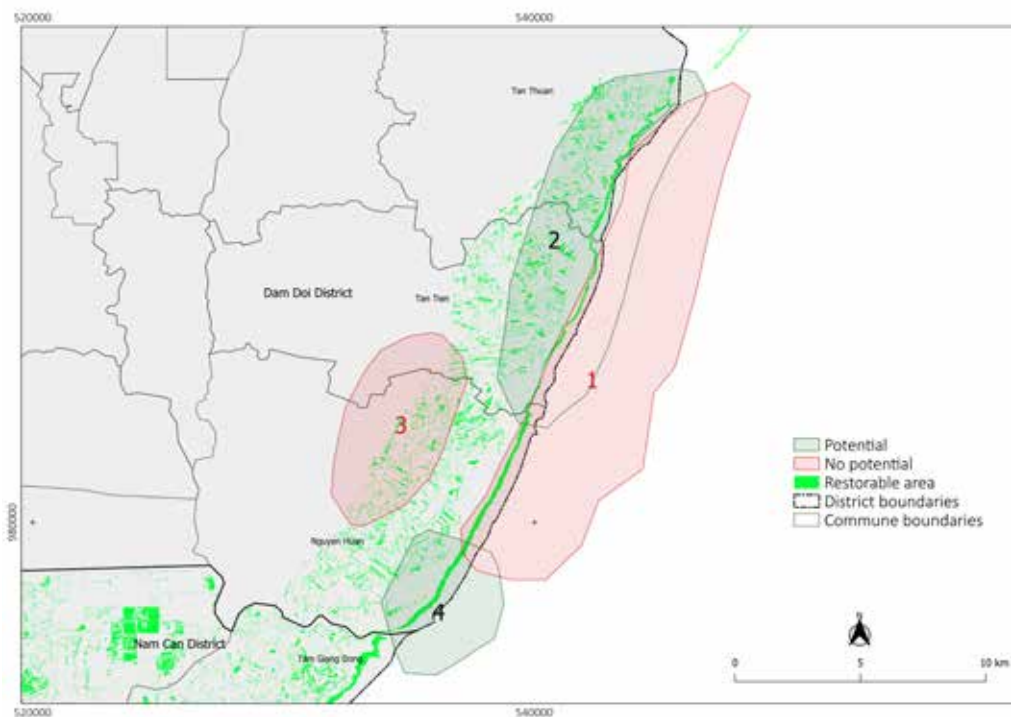 520000 540000
Tan Thuan
2
Dam Doi District
Tan Tien
1
3
Potential
No potential
Restorable area
District boundaries
Commune boundaries
980000
Nguyen Huan
4
N
Nam Can District
Tam Giang Dong
0 5 10 km
520000 540000